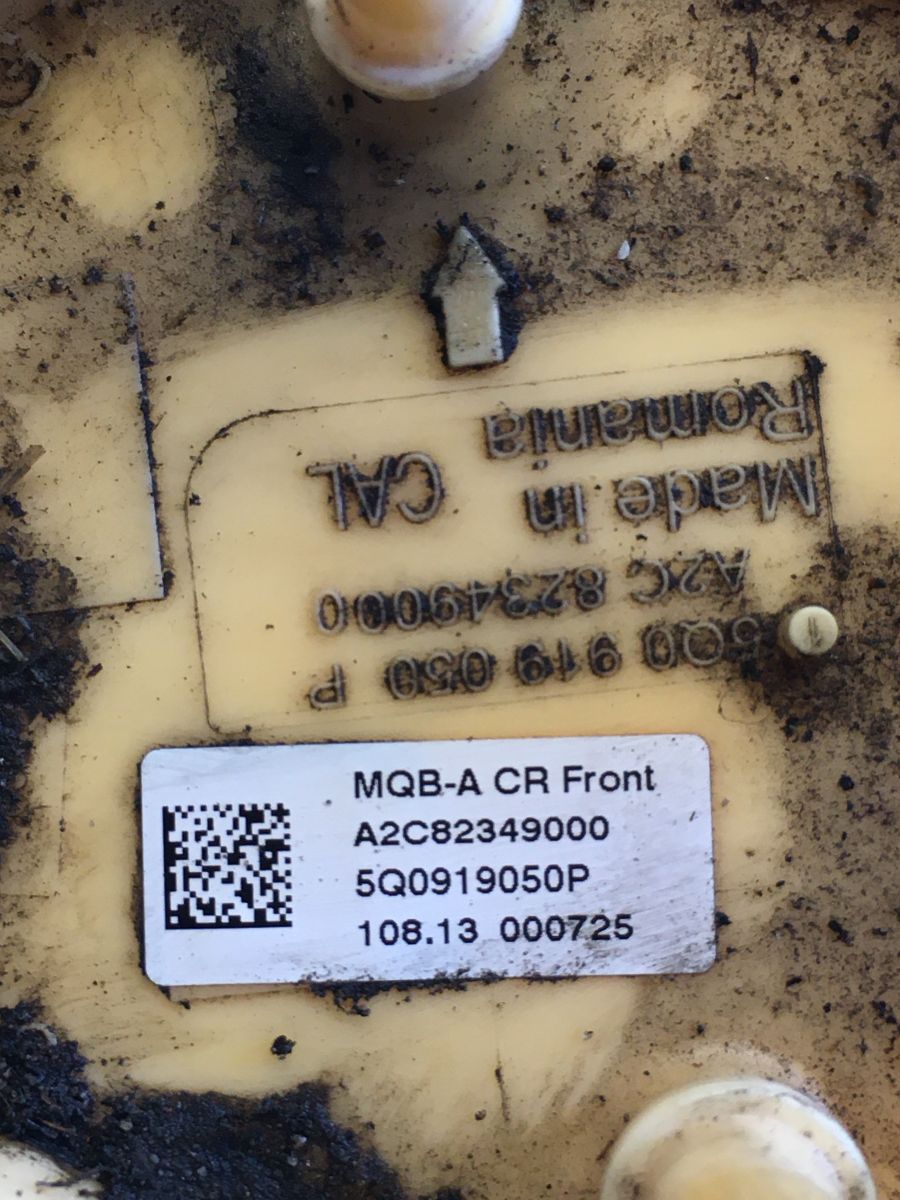 Romania
Made in CAL
A2C 82349000
5Q0 919 050 P
MQB-A CR Front
A2C82349000
5Q0919050P
108.13 000725